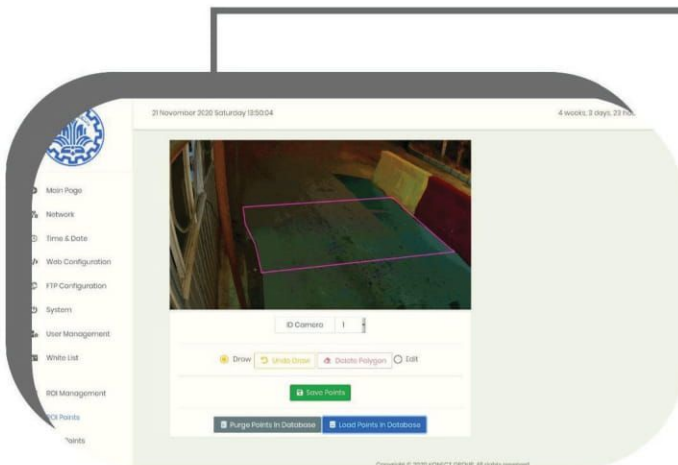 21 November 2020 Saturday 13:50:04
4 weeks, 3 days, 23
Main Page
Network
Time & Date
Web Configuration
FTP Configuration
System
User Management
White List
ROI Management
ROI Points
Points
ID Camera 1
Draw Undo Draw Delete Polygon Edit
Save Points
Purge Points In Database Load Points In Database